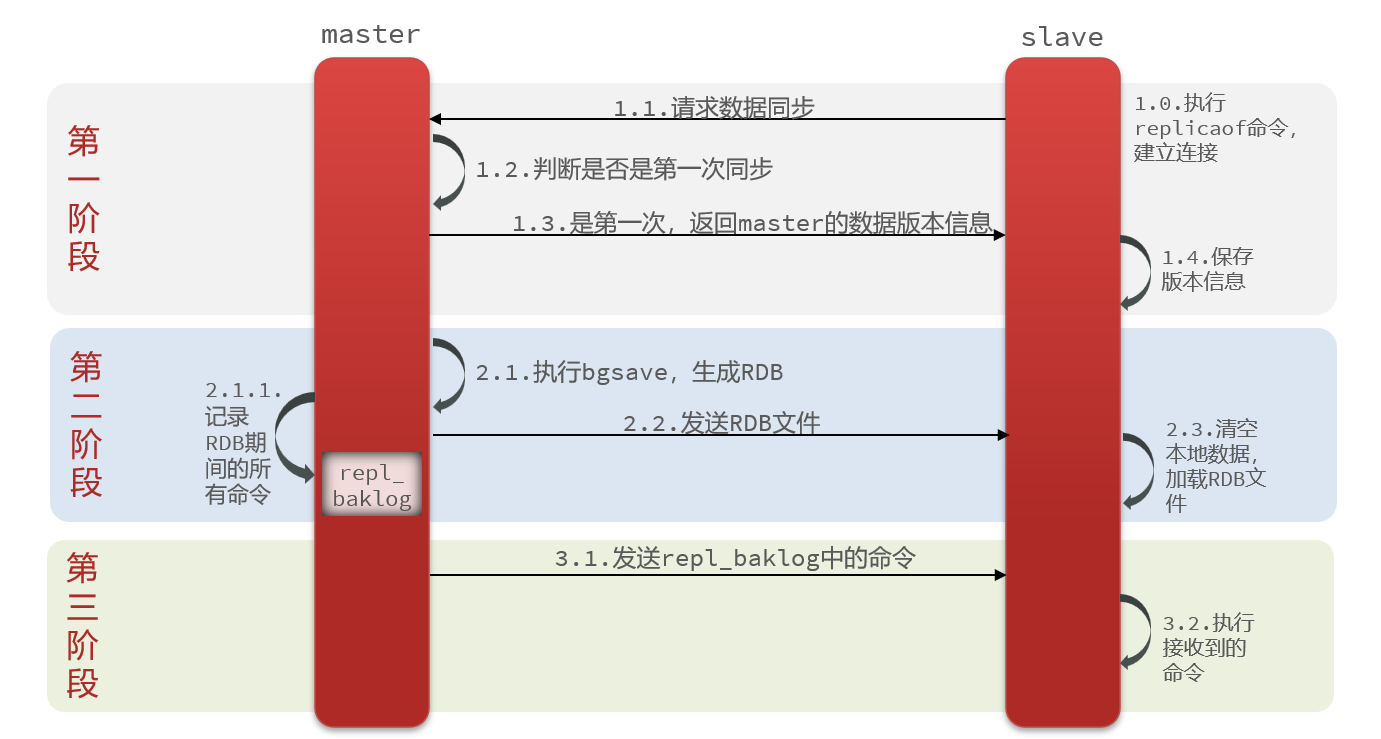 master
slave
第一阶段
1.0.执行
replicaof命令，
建立连接
1.1.请求数据同步
1.2.判断是否是第一次同步
1.3.是第一次，返回master的数据版本信息
1.4.保存
版本信息
第二阶段
2.1.执行bgsave，生成RDB
2.1.1.
记录
RDB期
间的所
有命令
repl_
baklog
2.2.发送RDB文件
2.3.清空
本地数据，
加载RDB文
件
第三阶段
3.1.发送repl_baklog中的命令
3.2.执行
接收到的
命令